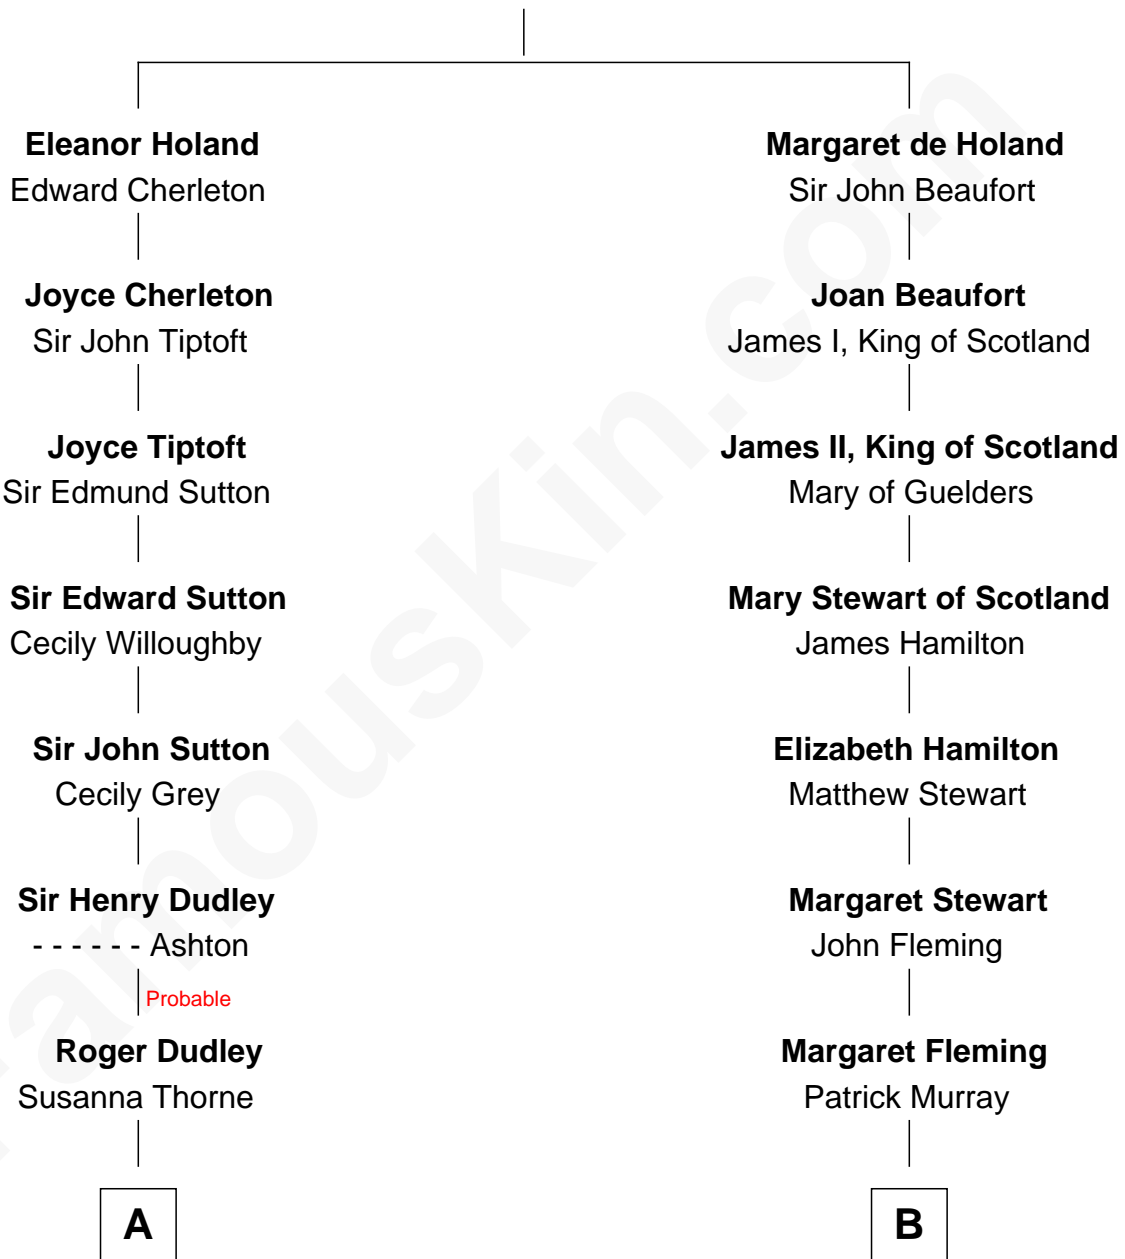 Eleanor Holand
Edward Cherleton
Joyce Cherleton
Sir John Tiptoft
Joyce Tiptoft
Sir Edmund Sutton
Sir Edward Sutton
Cecily Willoughby
Sir John Sutton
Cecily Grey
Sir Henry Dudley
- - - - - - Ashton
Probable
Roger Dudley
Susanna Thorne
A
Margaret de Holand
Sir John Beaufort
Joan Beaufort
James I, King of Scotland
James II, King of Scotland
Mary of Guelders
Mary Stewart of Scotland
James Hamilton
Elizabeth Hamilton
Matthew Stewart
Margaret Stewart
John Fleming
Margaret Fleming
Patrick Murray
B
FamousKin.com